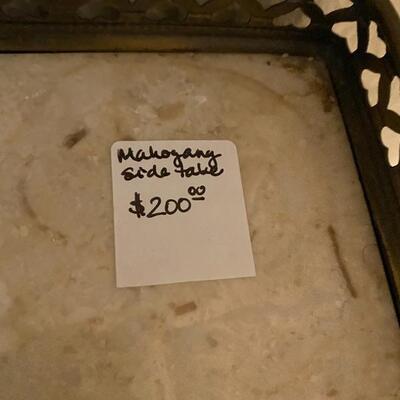 Mahogany
side table
$200.00